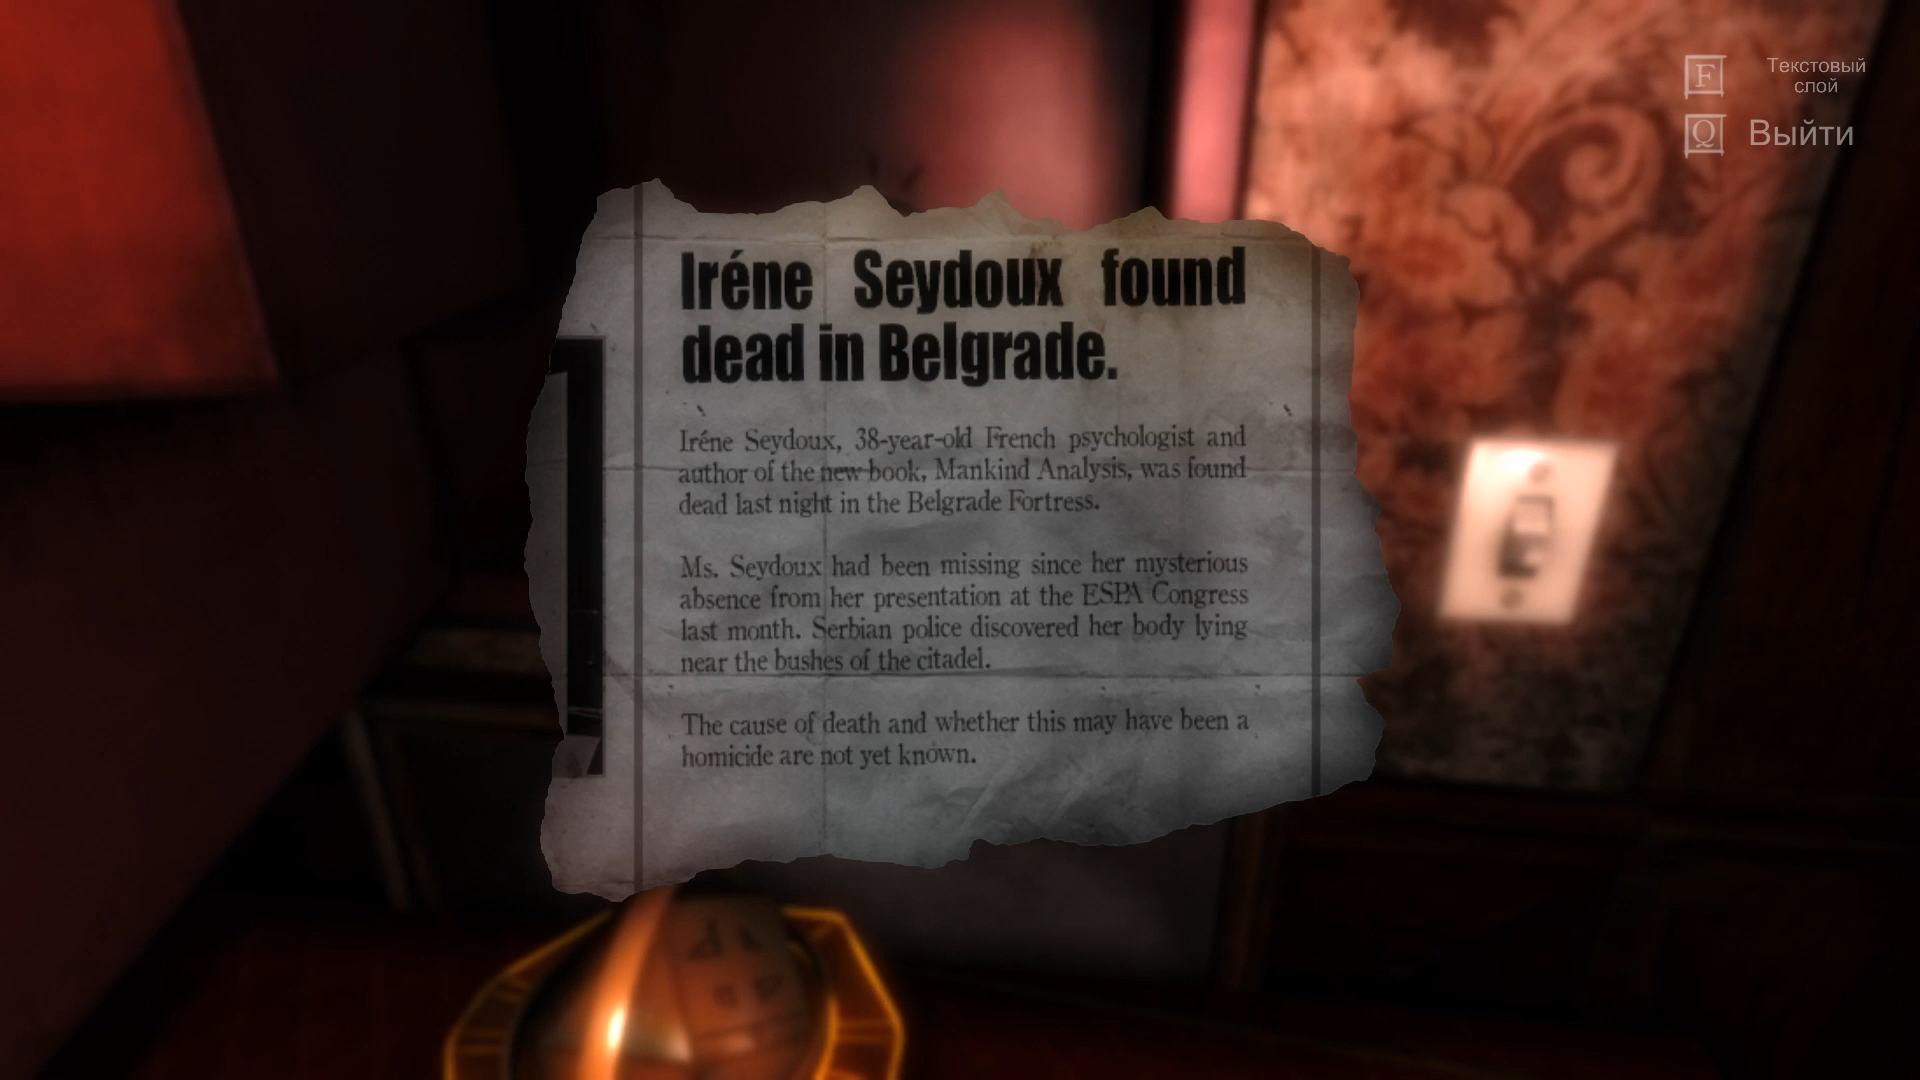 F Текстовый
слой
Q Выйти
Iréne Seydoux found
dead in Belgrade.
Iréne Seydoux, 38-year-old French psychologist and
author of the new book, Mankind Analysis, was found
dead last night in the Belgrade Fortress.
Ms. Seydoux had been missing since her mysterious
absence from her presentation at the ESPA Congress
last month. Serbian police discovered her body lying
near the bushes of the citadel.
The cause of death and whether this may have been a
homicide are not yet known.